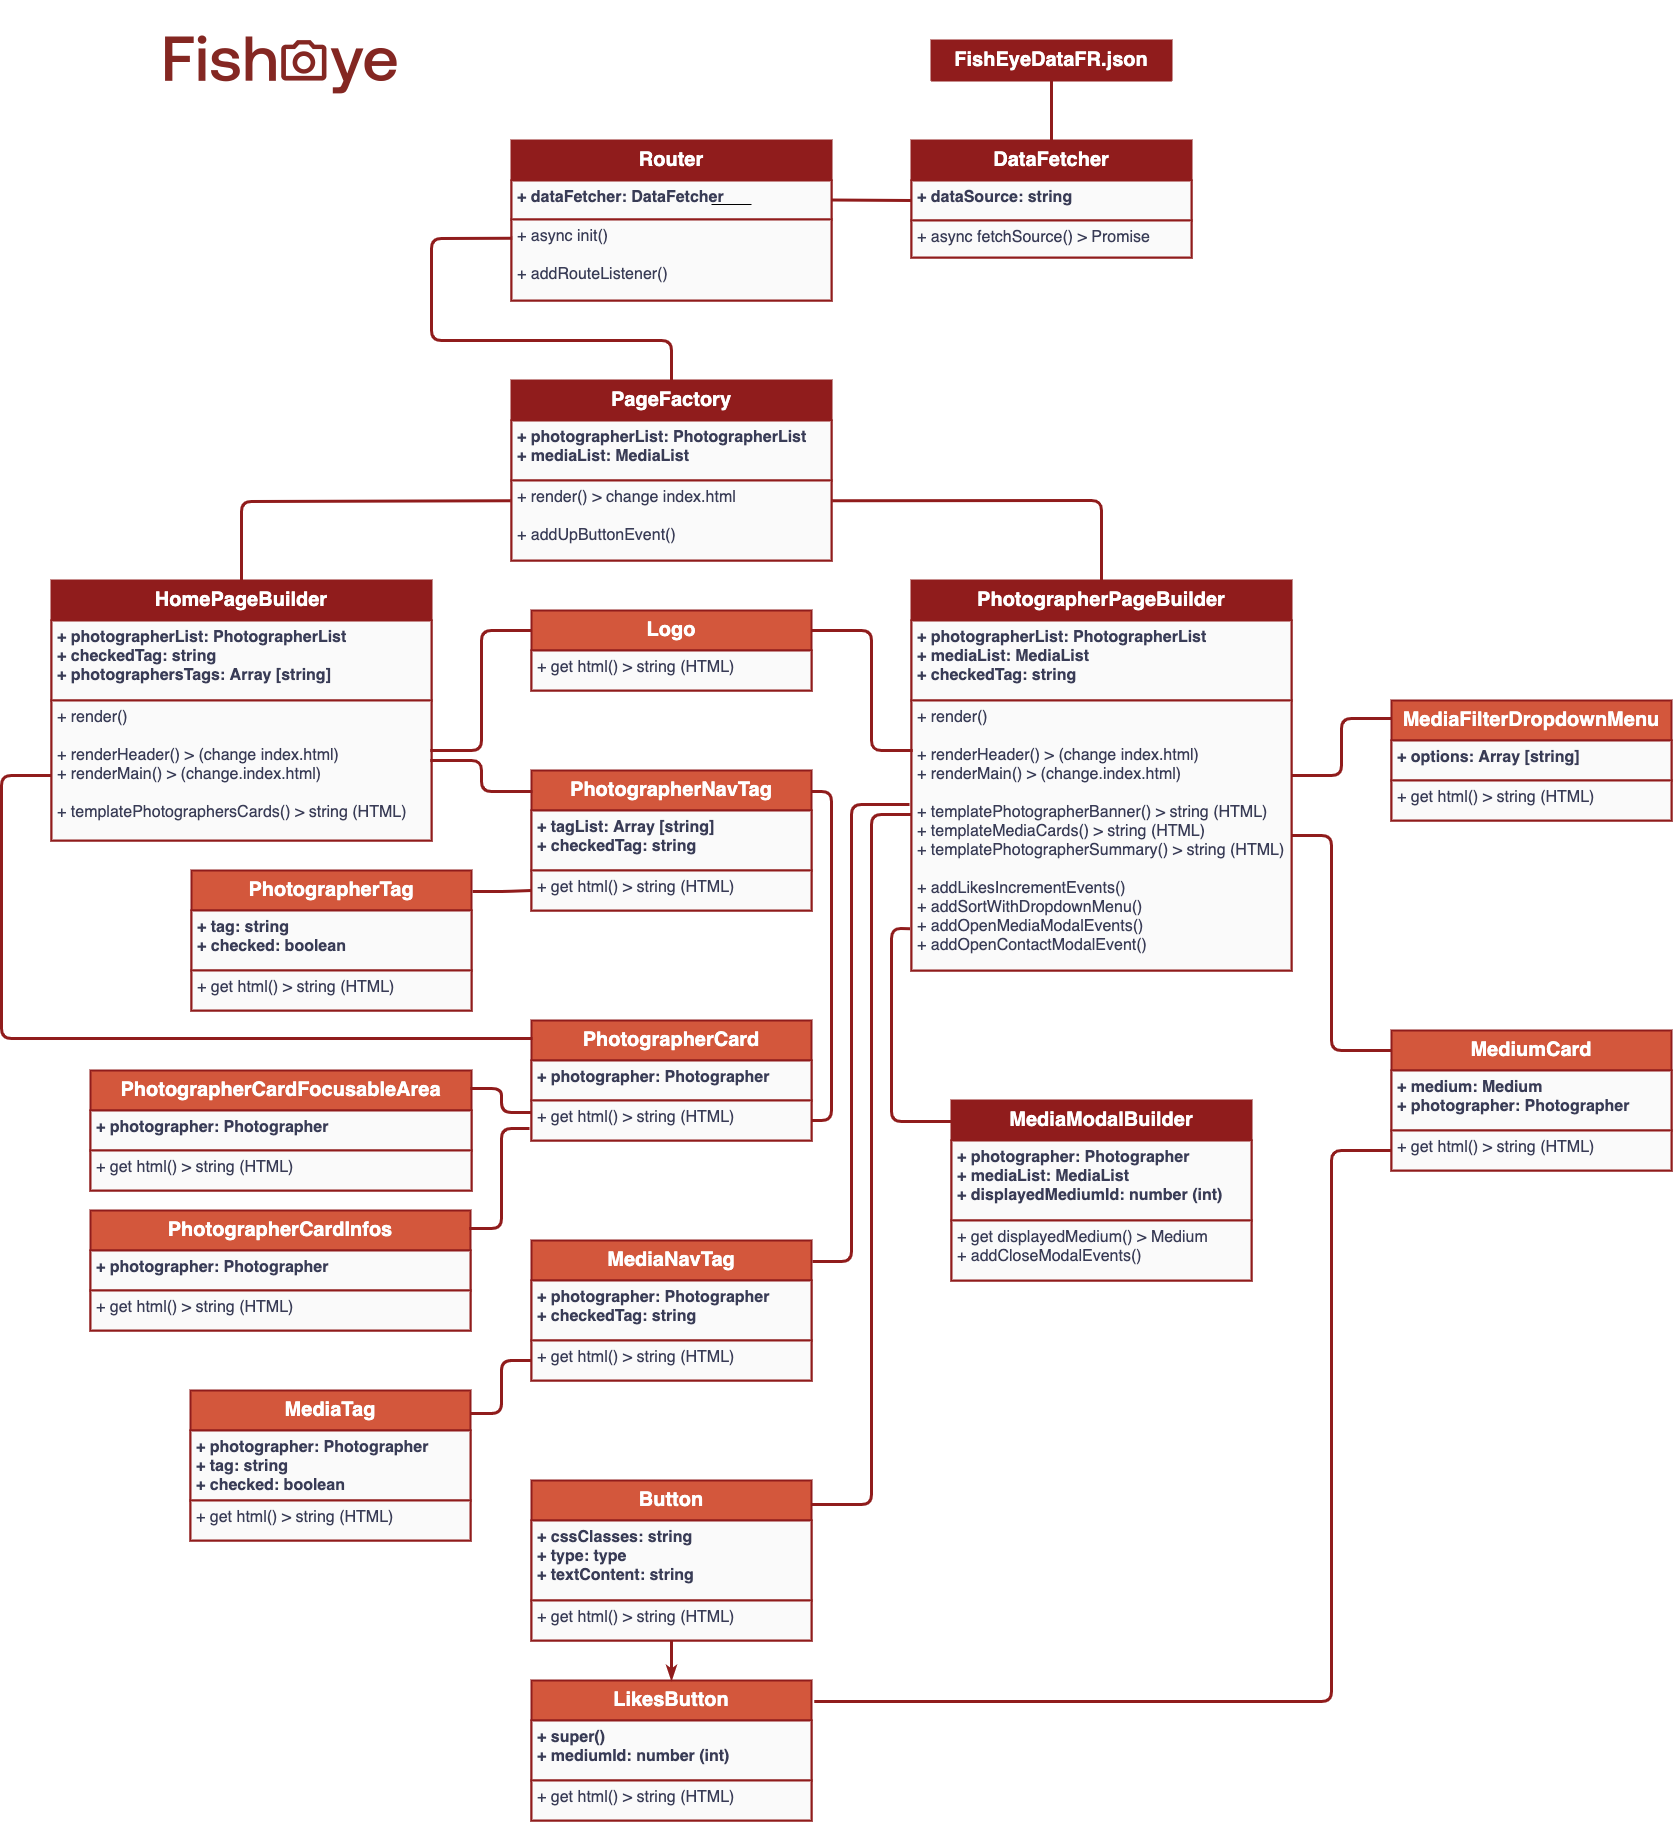 Fisheye
FishEyeDataFR.json
Router
+ dataFetcher: DataFetcher
+ async init()
+ addRouteListener()
DataFetcher
+ dataSource: string
+ async fetchSource() > Promise
PageFactory
+ photographerList: PhotographerList
+ mediaList: MediaList
+ render() > change index.html
+ addUpButtonEvent()
HomePageBuilder
+ photographerList: PhotographerList
+ checkedTag: string
+ photographersTags: Array [string]
+ render()
+ renderHeader() > (change index.html)
+ renderMain() > (change.index.html)
+ templatePhotographersCards() > string (HTML)
Logo
+ get html() > string (HTML)
PhotographerPageBuilder
+ photographerList: PhotographerList
+ mediaList: MediaList
+ checkedTag: string
+ render()
+ renderHeader() > (change index.html)
+ renderMain() > (change.index.html)
+ templatePhotographerBanner() > string (HTML)
+ templateMediaCards() > string (HTML)
+ templatePhotographerSummary() > string (HTML)
+ addLikesIncrementEvents()
+ addSortWithDropdownMenu()
+ addOpenMediaModalEvents()
+ addOpenContactModalEvent()
MediaFilterDropdownMenu
+ options: Array [string]
+ get html() > string (HTML)
PhotographerNavTag
+ tagList: Array [string]
+ checkedTag: string
+ get html() > string (HTML)
PhotographerTag
+ tag: string
+ checked: boolean
+ get html() > string (HTML)
PhotographerCard
+ photographer: Photographer
+ get html() > string (HTML)
PhotographerCardFocusableArea
+ photographer: Photographer
+ get html() > string (HTML)
PhotographerCardInfos
+ photographer: Photographer
+ get html() > string (HTML)
MediumCard
+ medium: Medium
+ photographer: Photographer
+ get html() > string (HTML)
MediaModalBuilder
+ photographer: Photographer
+ mediaList: MediaList
+ displayedMediumId: number (int)
+ get displayedMedium() > Medium
+ addCloseModalEvents()
MediaNavTag
+ photographer: Photographer
+ checkedTag: string
+ get html() > string (HTML)
MediaTag
+ photographer: Photographer
+ tag: string
+ checked: boolean
+ get html() > string (HTML)
Button
+ cssClasses: string
+ type: type
+ textContent: string
+ get html() > string (HTML)
LikesButton
+ super()
+ mediumId: number (int)
+ get html() > string (HTML)